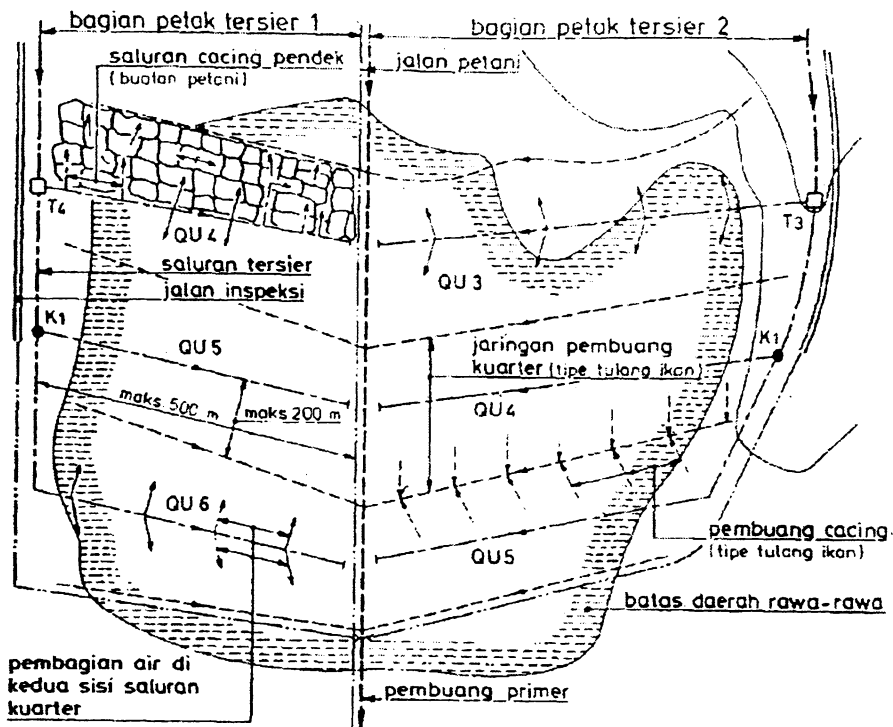 bagian petak tersier 1
bagian petak tersier 2
saluran cacing pendek
(buatan petani)
jalan petani
T4
T3
QU 4
QU 3
saluran tersier
jalan inspeksi
K1
K1
QU 5
jaringan pembuang
kuarter (tipe tulang ikan)
maks. 500 m
maks. 200 m
QU 4
QU 6
QU 5
pembuang cacing
(tipe tulang ikan)
batas daerah rawa-rawa
pembagian air di
kedua sisi saluran
kuarter
pembuang primer